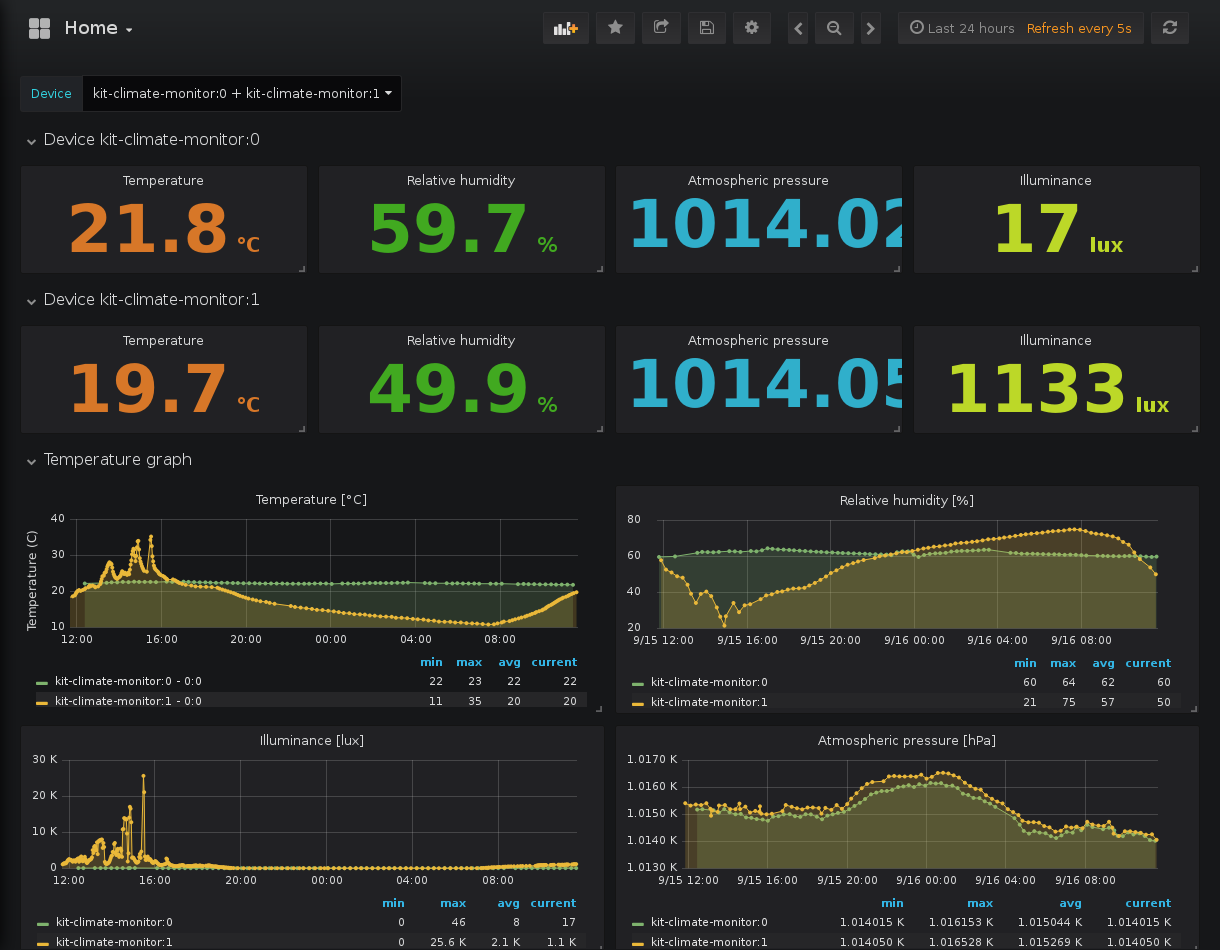 Home
Last 24 hours Refresh every 5s
Device kit-climate-monitor:0 + kit-climate-monitor:1
Device kit-climate-monitor:0
Temperature Relative humidity Atmospheric pressure Illuminance
21.8 °C 59.7 % 1014.02 17 lux
Device kit-climate-monitor:1
Temperature Relative humidity Atmospheric pressure Illuminance
19.7 °C 49.9 % 1014.05 1133 lux
Temperature graph
Temperature [°C]
Temperature (C)
40
30
20
10
12:00 16:00 20:00 00:00 04:00 08:00
min max avg current
kit-climate-monitor:0 - 0:0 22 23 22 22
kit-climate-monitor:1 - 0:0 11 35 20 20
Relative humidity [%]
80
60
40
20
9/15 12:00 9/15 16:00 9/15 20:00 9/16 00:00 9/16 04:00 9/16 08:00
min max avg current
kit-climate-monitor:0 60 64 62 60
kit-climate-monitor:1 21 75 57 50
Illuminance [lux]
30 K
20 K
10 K
0
12:00 16:00 20:00 00:00 04:00 08:00
min max avg current
kit-climate-monitor:0 0 46 8 17
kit-climate-monitor:1 0 25.6 K 2.1 K 1.1 K
Atmospheric pressure [hPa]
1.0170 K
1.0160 K
1.0150 K
1.0140 K
1.0130 K
9/15 12:00 9/15 16:00 9/15 20:00 9/16 00:00 9/16 04:00 9/16 08:00
min max avg current
kit-climate-monitor:0 1.014015 K 1.016153 K 1.015044 K 1.014015 K
kit-climate-monitor:1 1.014050 K 1.016528 K 1.015269 K 1.014050 K